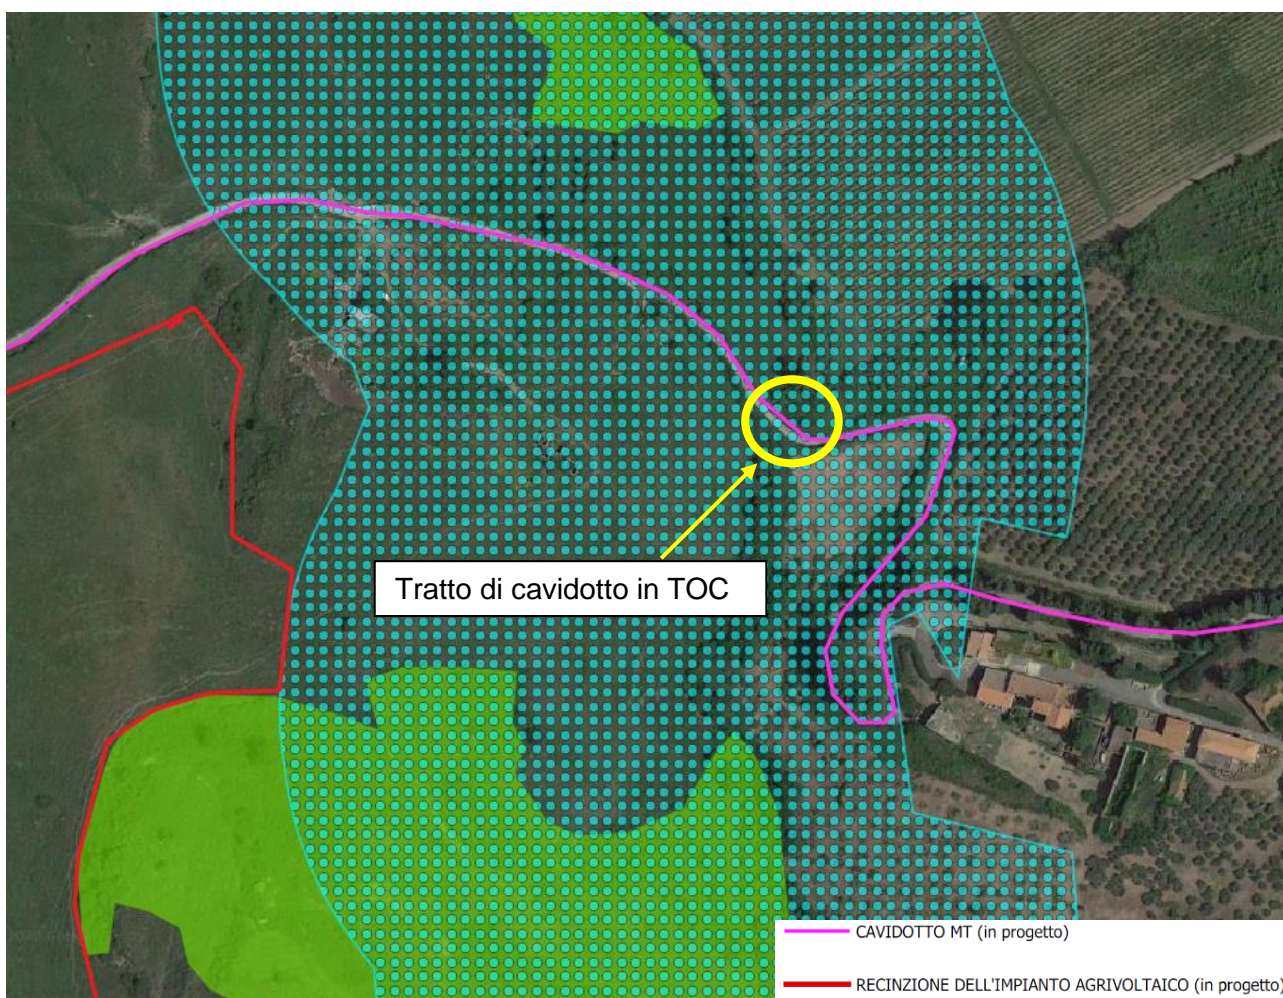 Tratto di cavidotto in TOC
CAVIDOTTO MT (in progetto)
RECINZIONE DELL'IMPIANTO AGRIVOLTAICO (in progetto)